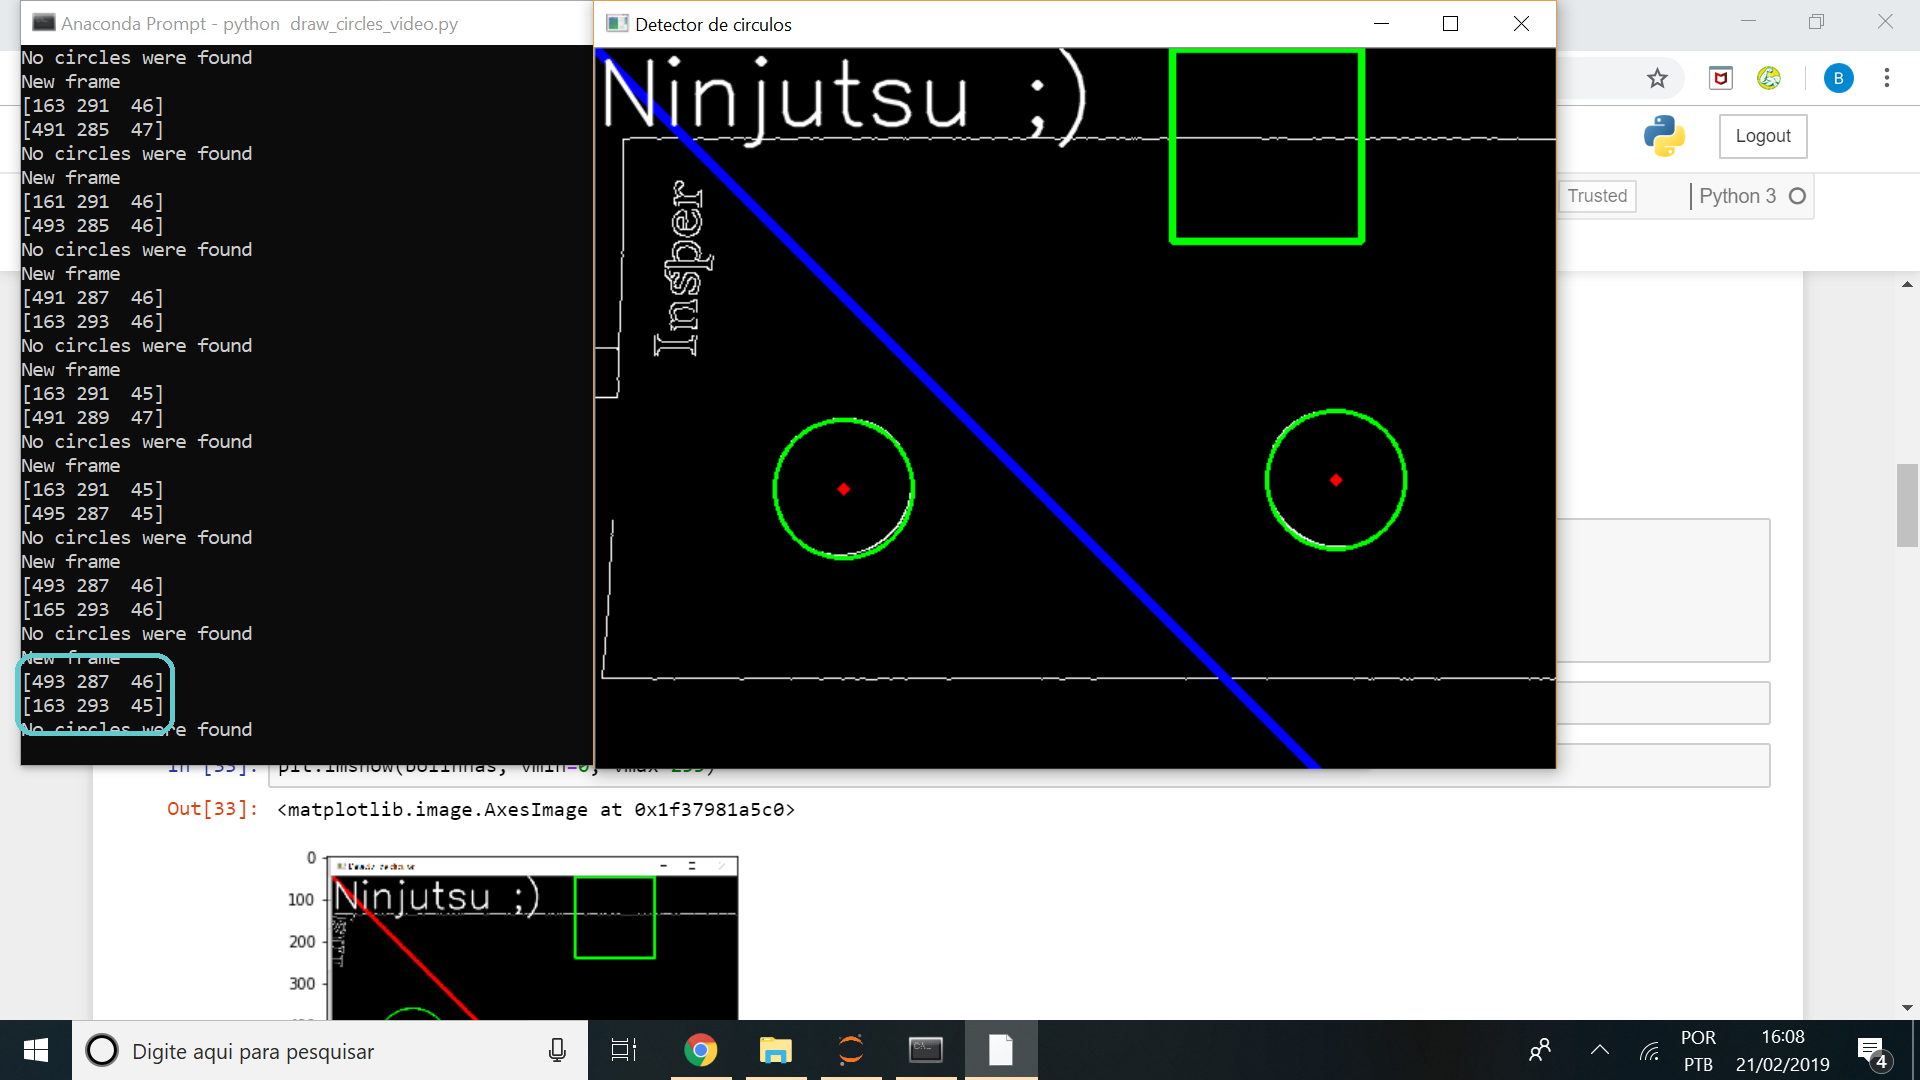 Anaconda Prompt - python draw_circles_video.py
No circles were found
New frame
[163 291 46]
[491 285 47]
No circles were found
New frame
[161 291 46]
[493 285 46]
No circles were found
New frame
[491 287 46]
[163 293 46]
No circles were found
New frame
[163 291 45]
[491 289 47]
No circles were found
New frame
[163 291 45]
[495 287 45]
No circles were found
New frame
[493 287 46]
[165 293 46]
No circles were found
New frame
[493 287 46]
[163 293 45]
No circles were found
Detector de circulos
Ninjutsu ;)
Insper
B
Logout
Trusted
Python 3
In [33]: plt.imshow(bolinhas, vmin=0, vmax=255)
Out[33]: <matplotlib.image.AxesImage at 0x1f37981a5c0>
0
100
200
300
Ninjutsu ;)
Digite aqui para pesquisar
POR
PTB
16:08
21/02/2019
4